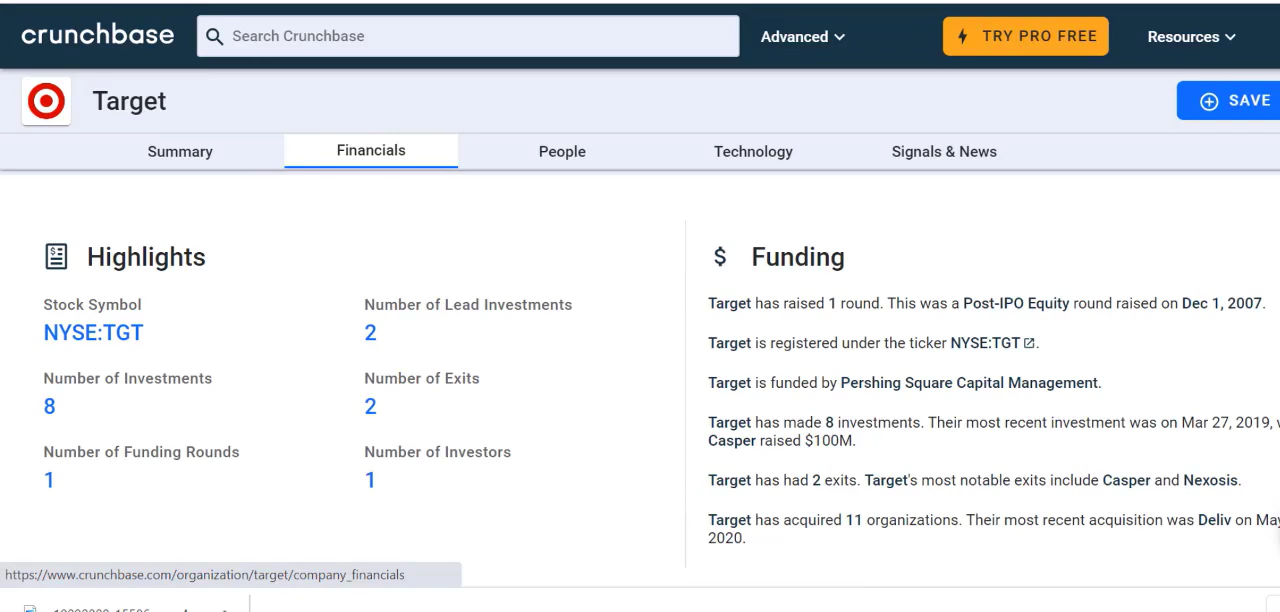 crunchbase
Search Crunchbase
Advanced
TRY PRO FREE
Resources
Target
SAVE
Summary
Financials
People
Technology
Signals & News
Highlights
Stock Symbol
NYSE:TGT
Number of Lead Investments
2
Number of Investments
8
Number of Exits
2
Number of Funding Rounds
1
Number of Investors
1
$ Funding
Target has raised 1 round. This was a Post-IPO Equity round raised on Dec 1, 2007.
Target is registered under the ticker NYSE:TGT.
Target is funded by Pershing Square Capital Management.
Target has made 8 investments. Their most recent investment was on Mar 27, 2019,
Casper raised $100M.
Target has had 2 exits. Target's most notable exits include Casper and Nexosis.
Target has acquired 11 organizations. Their most recent acquisition was Deliv on May
2020.
https://www.crunchbase.com/organization/target/company_financials